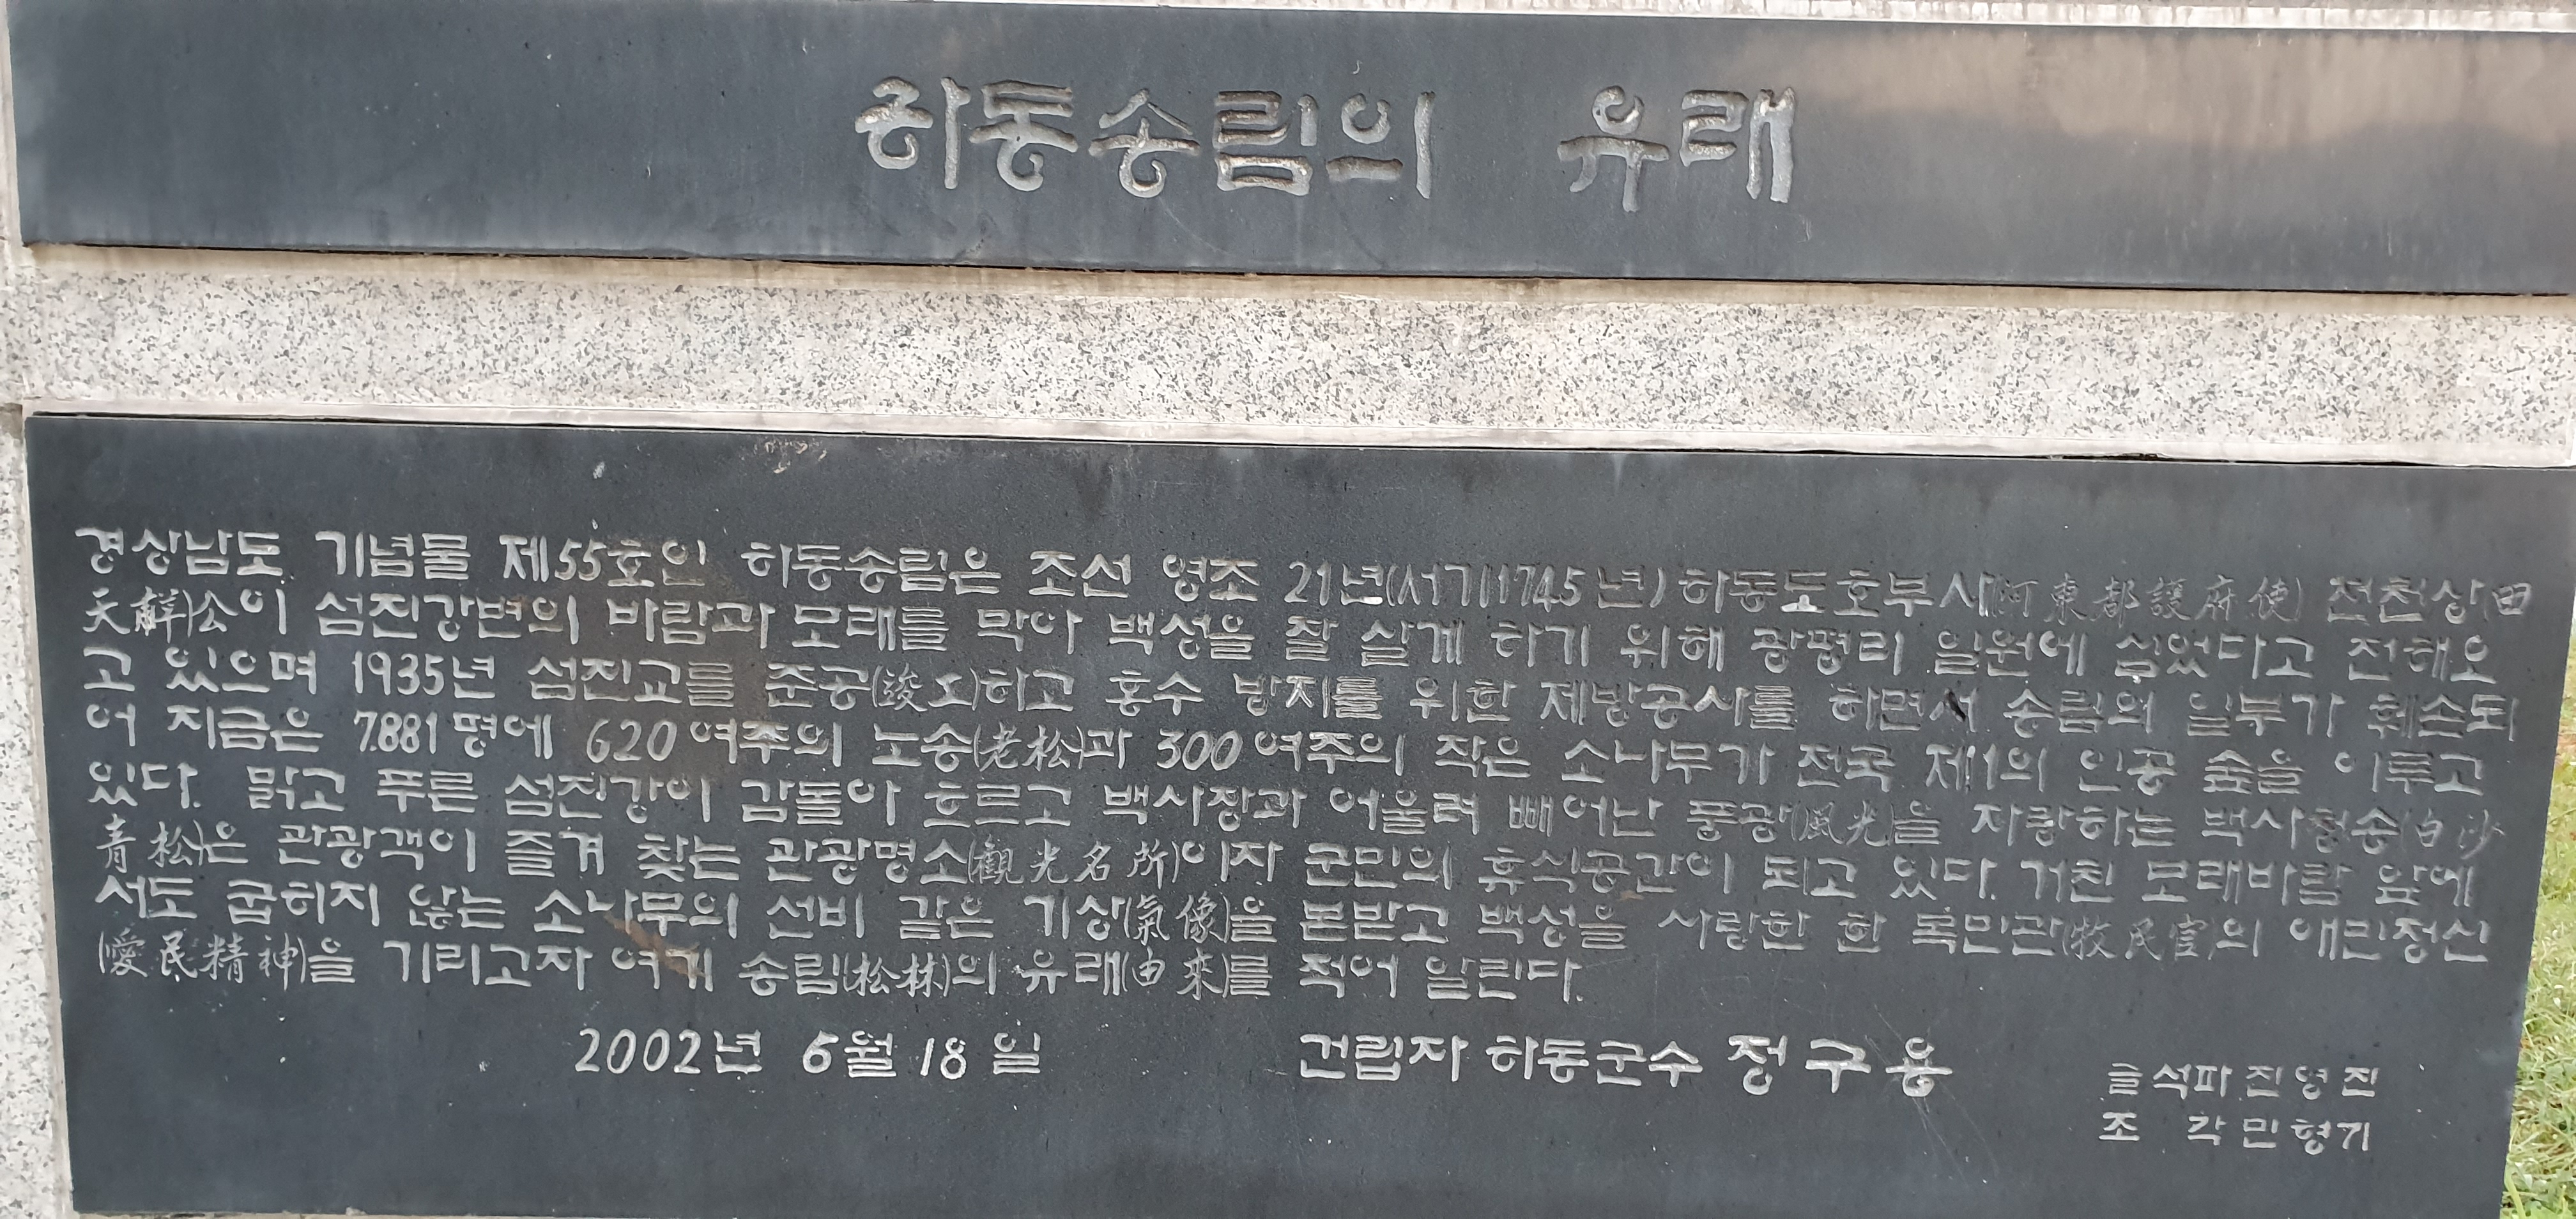 하동송림의 유래
경상남도 기념물 제55호인 하동송림은 조선 영조 21년(서기1745년) 하동도호부사(河東都護府使) 전천상(田
天詳)公이 섬진강변의 바람과 모래를 막아 백성을 잘 살게 하기 위해 광평리 일원에 심었다고 전해오
고 있으며 1935년 섬진교를 준공(竣工)하고 홍수 방지를 위한 제방공사를 하면서 송림의 일부가 훼손되
어 지금은 7.881평에 620여주의 노송(老松)과 300여주의 작은 소나무가 전국 제1의 인공 숲을 이루고
있다. 맑고 푸른 섬진강이 감돌아 흐르고 백사장과 어울려 빼어난 풍광(風光)을 자랑하는 백사청송(白沙
青松)은 관광객이 즐겨 찾는 관광명소(觀光名所)이자 군민의 휴식공간이 되고 있다. 거친 모래바람 앞에
서도 굽히지 않는 소나무의 선비 같은 기상(氣像)을 본받고 백성을 사랑한 한 목민관(牧民官)의 애민정신
(愛民精神)을 기리고자 여기 송림(松林)의 유래(由來)를 적어 알린다.
2002년 6월 18일 건립자 하동군수 정구용
글 석파 진영진
조 각 민형기